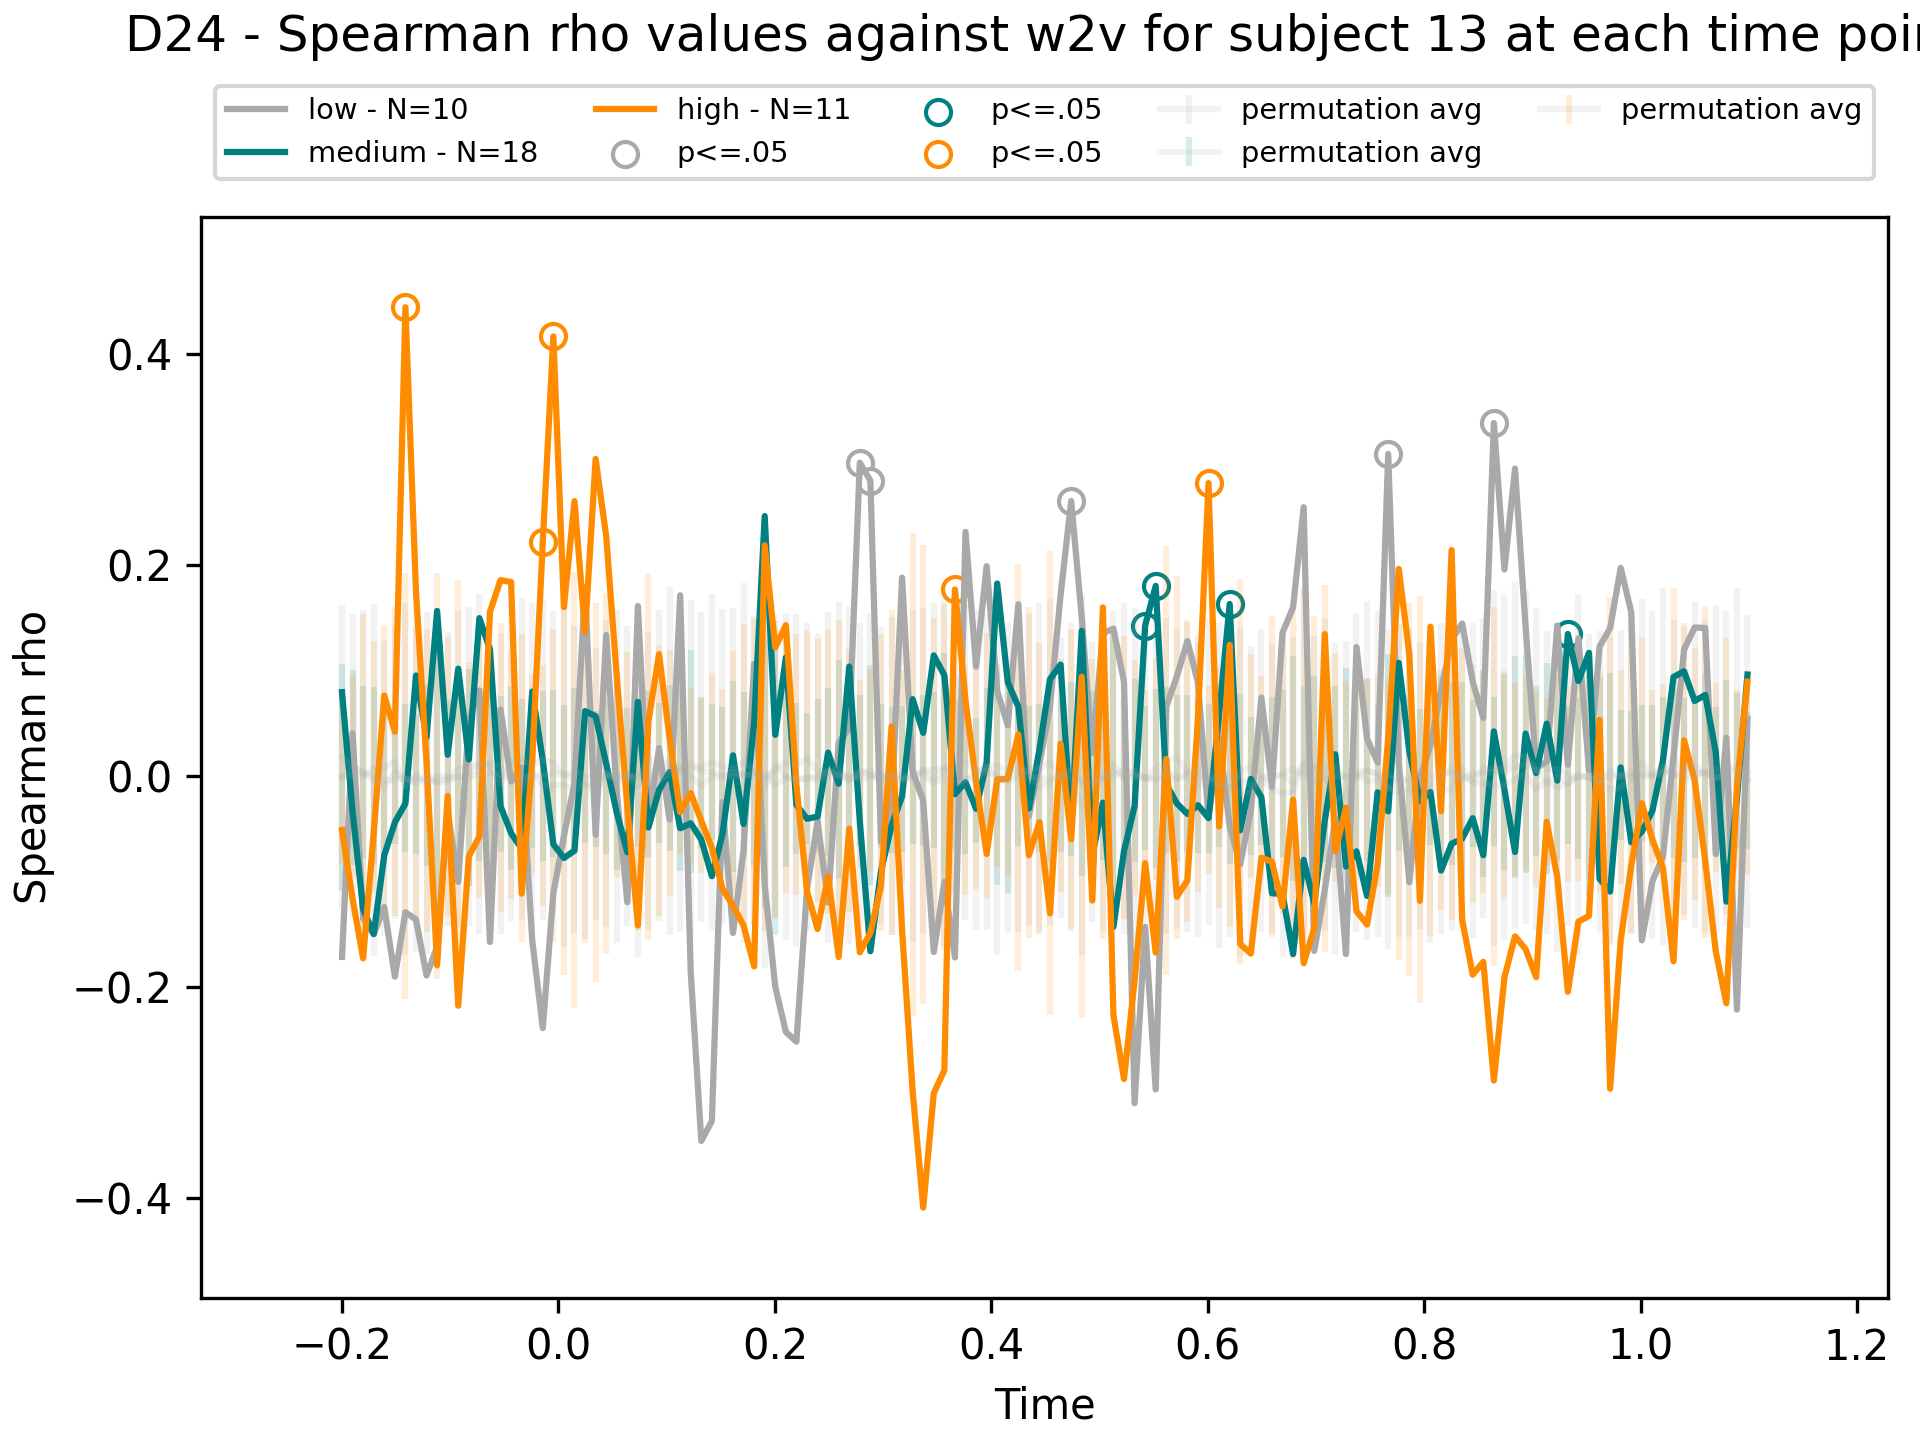 D24 - Spearman rho values against w2v for subject 13 at each time poi
low - N=10
medium - N=18
high - N=11
p<=.05
p<=.05
p<=.05
permutation avg
permutation avg
permutation avg
Spearman rho
0.4
0.2
0.0
−0.2
−0.4
−0.2 0.0 0.2 0.4 0.6 0.8 1.0 1.2
Time